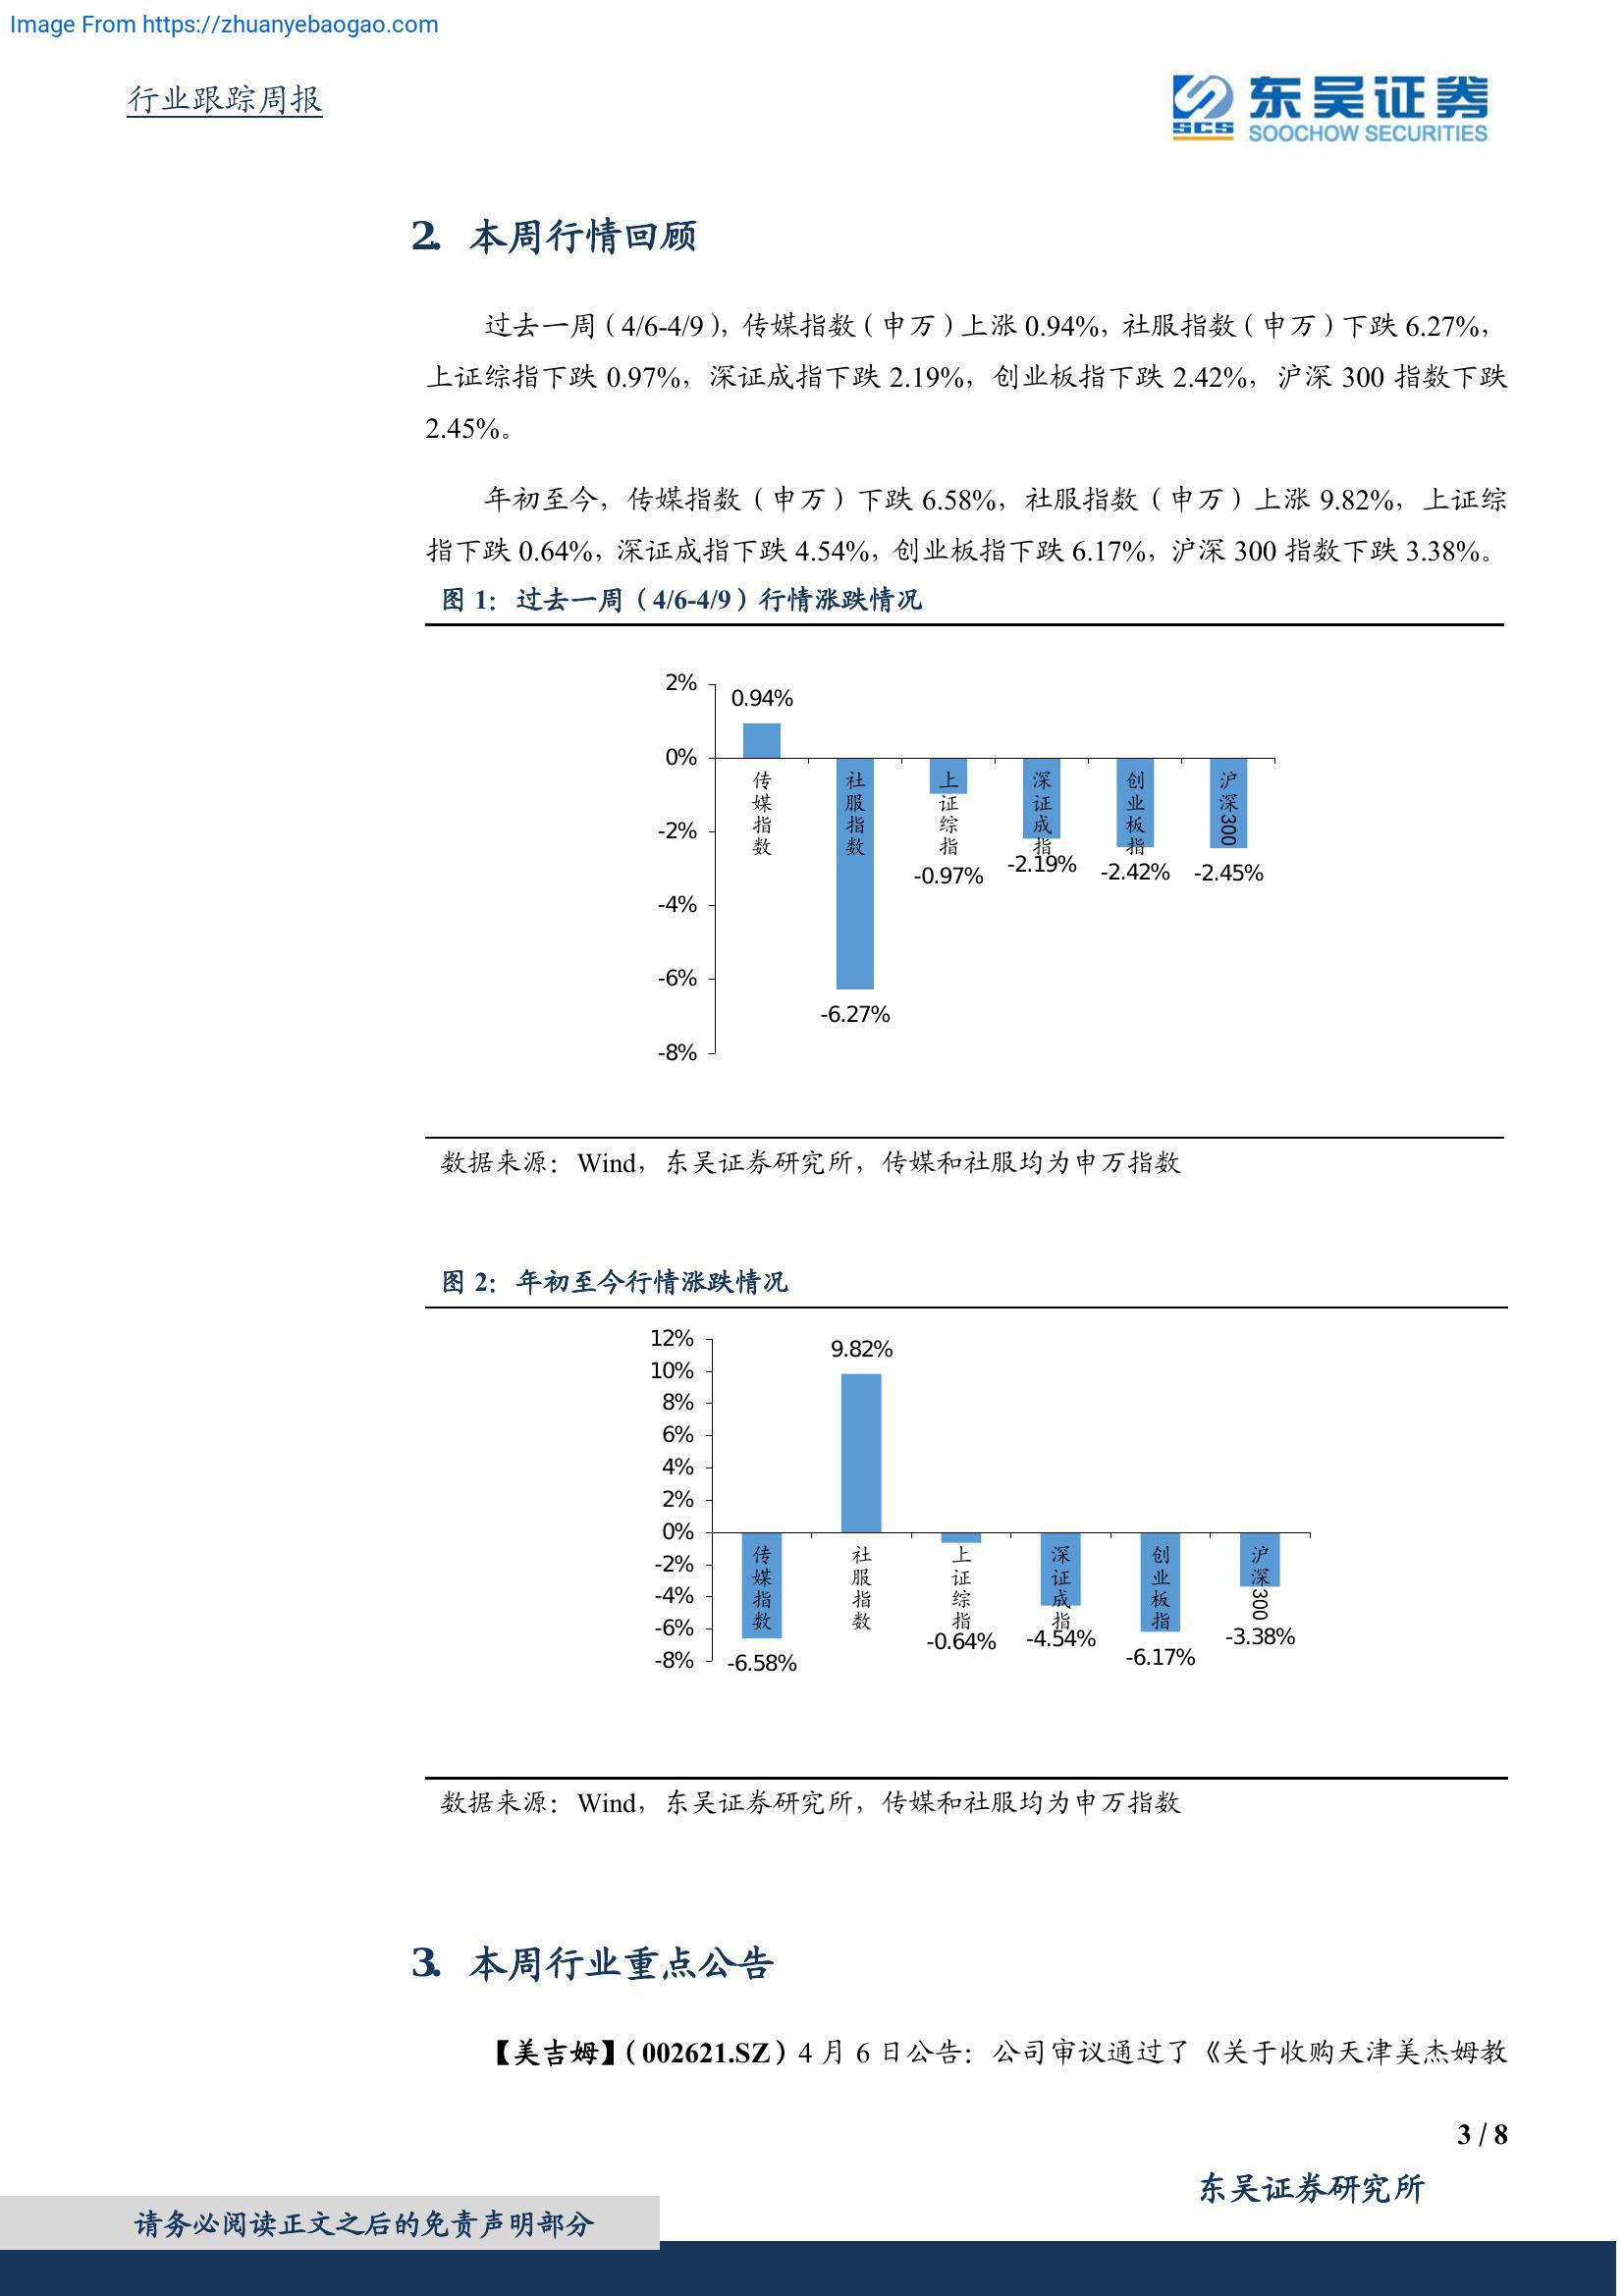 Image From https://zhuanyebaogao.com
行业跟踪周报
SCS
东吴证券
SOOCHOW SECURITIES
2. 本周行情回顾
过去一周（4/6-4/9），传媒指数（申万）上涨 0.94%，社服指数（申万）下跌 6.27%，
上证综指下跌 0.97%，深证成指下跌 2.19%，创业板指下跌 2.42%，沪深 300 指数下跌
2.45%。
年初至今，传媒指数（申万）下跌 6.58%，社服指数（申万）上涨 9.82%，上证综
指下跌 0.64%，深证成指下跌 4.54%，创业板指下跌 6.17%，沪深 300 指数下跌 3.38%。
图 1：过去一周（4/6-4/9）行情涨跌情况
2%
0%
-2%
-4%
-6%
-8%
0.94%
-6.27%
-0.97%
-2.19%
-2.42%
-2.45%
传媒指数
社服指数
上证综指
深证成指
创业板指
沪深300
数据来源：Wind，东吴证券研究所，传媒和社服均为申万指数
图 2：年初至今行情涨跌情况
12%
10%
8%
6%
4%
2%
0%
-2%
-4%
-6%
-8%
-6.58%
9.82%
-0.64%
-4.54%
-6.17%
-3.38%
传媒指数
社服指数
上证综指
深证成指
创业板指
沪深300
数据来源：Wind，东吴证券研究所，传媒和社服均为申万指数
3. 本周行业重点公告
【美吉姆】（002621.SZ）4 月 6 日公告：公司审议通过了《关于收购天津美杰姆教
3 / 8
东吴证券研究所
请务必阅读正文之后的免责声明部分